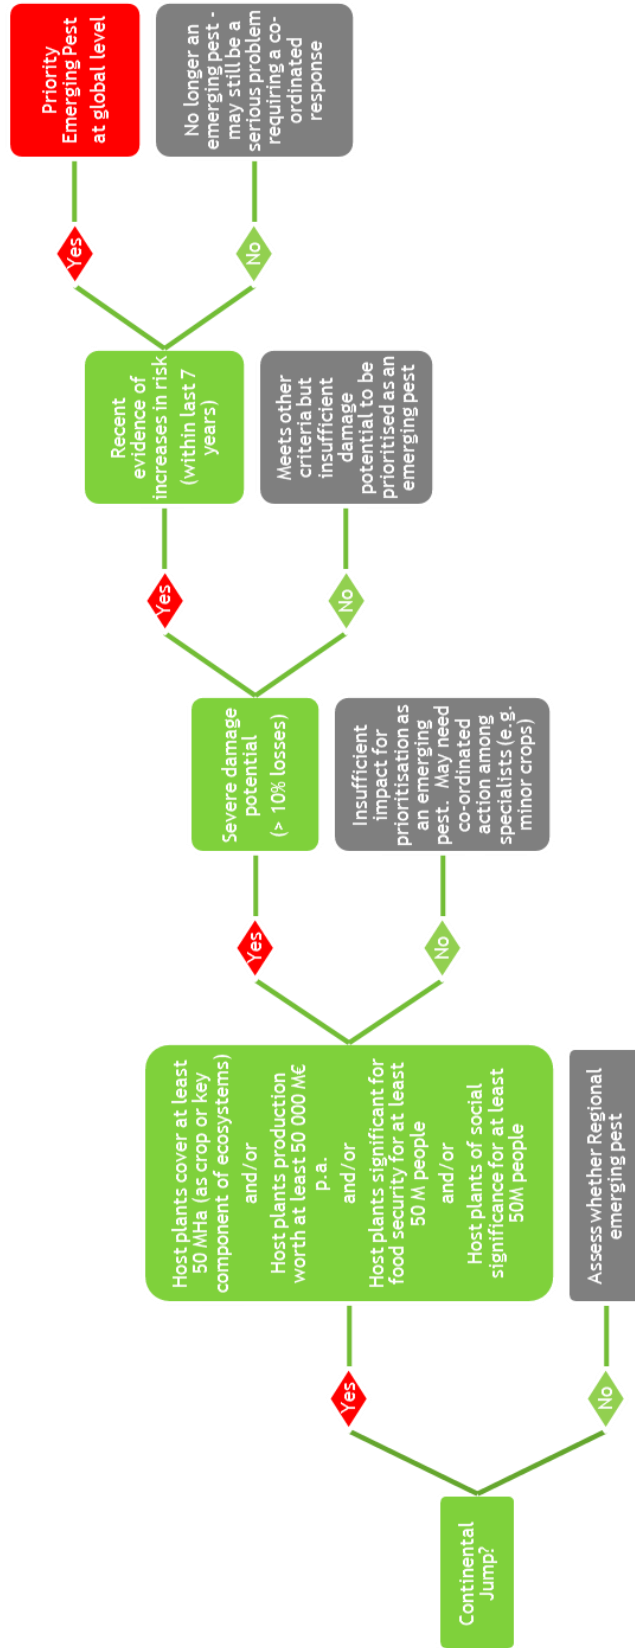 Continental
Jump?
Yes
No
Host plants cover at least
50 MHa (as crop or key
component of ecosystems)
and/or
Host plants production
worth at least 50 000 M€
p.a.
and/or
Host plants significant for
food security for at least
50 M people
and/or
Host plants of social
significance for at least
50M people
Assess whether Regional
emerging pest
Yes
No
Severe damage
potential
(> 10% losses)
Insufficient
impact for
prioritisation as
an emerging
pest.  May need
co-ordinated
action among
specialists (e.g.
minor crops)
Yes
No
Recent
evidence of
increases in risk
(within last 7
years)
Meets other
criteria but
insufficient
damage
potential to be
prioritised as an
emerging pest
Yes
No
Priority
Emerging Pest
at global level
No longer an
emerging pest -
may still be a
serious problem
requiring a co-
ordinated
response